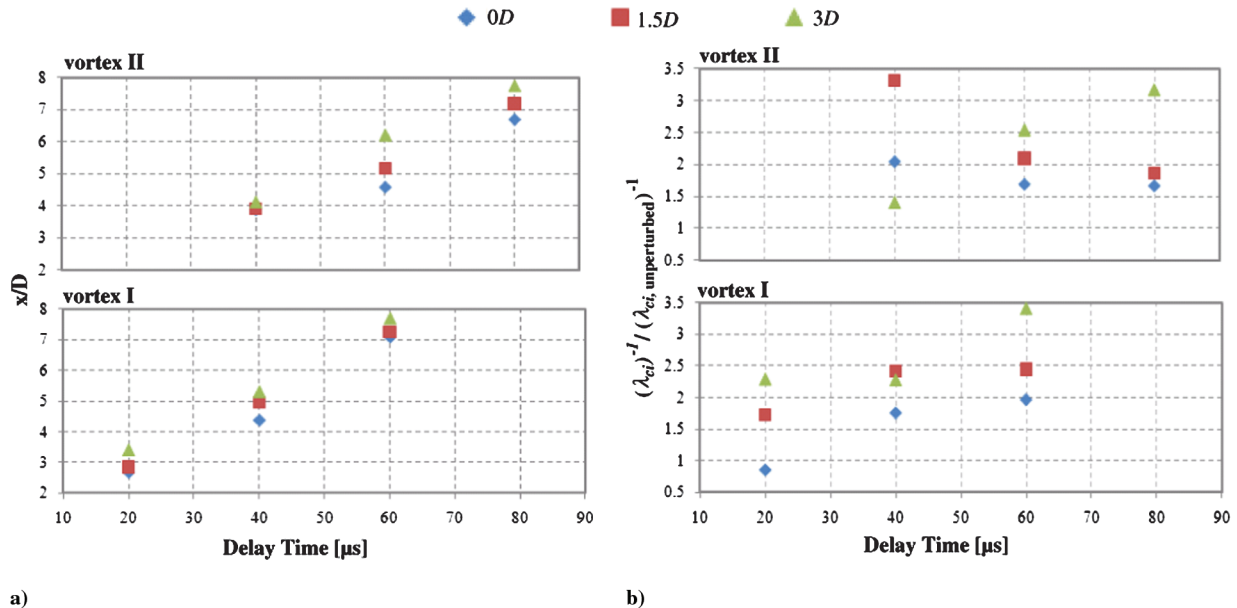 0D 1.5D 3D
vortex II
8
7
6
5
4
3
2
vortex I
8
7
6
5
4
3
2
10 20 30 40 50 60 70 80 90
x/D
Delay Time [µs]
a)
vortex II
3.5
3
2.5
2
1.5
1
0.5
vortex I
3.5
3
2.5
2
1.5
1
0.5
10 20 30 40 50 60 70 80 90
(λci)^-1 / (λci, unperturbed)^-1
Delay Time [µs]
b)